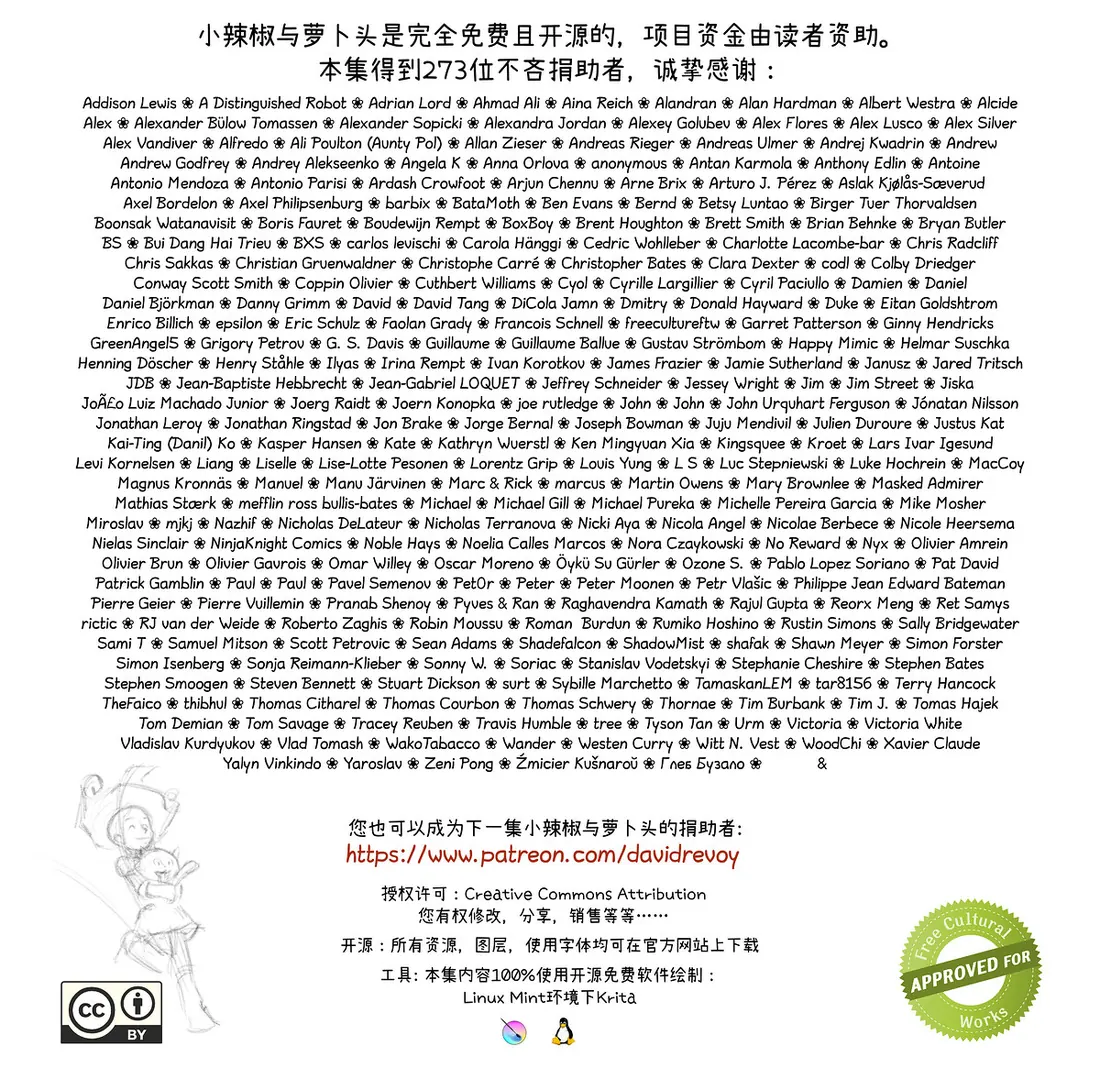 小辣椒与萝卜头是完全免费且开源的，项目资金由读者资助。
本集得到273位不吝捐助者，诚挚感谢：
Addison Lewis ❀ A Distinguished Robot ❀ Adrian Lord ❀ Ahmad Ali ❀ Aina Reich ❀ Alandran ❀ Alan Hardman ❀ Albert Westra ❀ Alcide
Alex ❀ Alexander Bülow Tomassen ❀ Alexander Sopicki ❀ Alexandra Jordan ❀ Alexey Golubev ❀ Alex Flores ❀ Alex Lusco ❀ Alex Silver
Alex Vandiver ❀ Alfredo ❀ Ali Poulton (Aunty Pol) ❀ Allan Zieser ❀ Andreas Rieger ❀ Andreas Ulmer ❀ Andrej Kwadrin ❀ Andrew
Andrew Godfrey ❀ Andrey Alekseenko ❀ Angela K ❀ Anna Orlova ❀ anonymous ❀ Antan Karmola ❀ Anthony Edlin ❀ Antoine
Antonio Mendoza ❀ Antonio Parisi ❀ Ardash Crowfoot ❀ Arjun Chennu ❀ Arne Brix ❀ Arturo J. Pérez ❀ Aslak Kjølås-Sæverud
Axel Bordelon ❀ Axel Philipsenburg ❀ barbix ❀ BataMoth ❀ Ben Evans ❀ Bernd ❀ Betsy Luntao ❀ Birger Tuer Thorvaldsen
Boonsak Watanavisit ❀ Boris Fauret ❀ Boudewijn Rempt ❀ BoxBoy ❀ Brent Houghton ❀ Brett Smith ❀ Brian Behnke ❀ Bryan Butler
BS ❀ Bui Dang Hai Trieu ❀ BXS ❀ carlos levischi ❀ Carola Hänggi ❀ Cedric Wohlleber ❀ Charlotte Lacombe-bar ❀ Chris Radcliff
Chris Sakkas ❀ Christian Gruenwaldner ❀ Christophe Carré ❀ Christopher Bates ❀ Clara Dexter ❀ codl ❀ Colby Driedger
Conway Scott Smith ❀ Coppin Olivier ❀ Cuthbert Williams ❀ Cyol ❀ Cyrille Largillier ❀ Cyril Paciullo ❀ Damien ❀ Daniel
Daniel Björkman ❀ Danny Grimm ❀ David ❀ David Tang ❀ DiCola Jamn ❀ Dmitry ❀ Donald Hayward ❀ Duke ❀ Eitan Goldshtrom
Enrico Billich ❀ epsilon ❀ Eric Schulz ❀ Faolan Grady ❀ Francois Schnell ❀ freecultureftw ❀ Garret Patterson ❀ Ginny Hendricks
GreenAngel5 ❀ Grigory Petrov ❀ G. S. Davis ❀ Guillaume ❀ Guillaume Ballue ❀ Gustav Strömbom ❀ Happy Mimic ❀ Helmar Suschka
Henning Döscher ❀ Henry Ståhle ❀ Ilyas ❀ Irina Rempt ❀ Ivan Korotkov ❀ James Frazier ❀ Jamie Sutherland ❀ Janusz ❀ Jared Tritsch
JDB ❀ Jean-Baptiste Hebbrecht ❀ Jean-Gabriel LOQUET ❀ Jeffrey Schneider ❀ Jessey Wright ❀ Jim ❀ Jim Street ❀ Jiska
JoÃ£o Luiz Machado Junior ❀ Joerg Raidt ❀ Joern Konopka ❀ joe rutledge ❀ John ❀ John ❀ John Urquhart Ferguson ❀ Jónatan Nilsson
Jonathan Leroy ❀ Jonathan Ringstad ❀ Jon Brake ❀ Jorge Bernal ❀ Joseph Bowman ❀ Juju Mendivil ❀ Julien Duroure ❀ Justus Kat
Kai-Ting (Danil) Ko ❀ Kasper Hansen ❀ Kate ❀ Kathryn Wuerstl ❀ Ken Mingyuan Xia ❀ Kingsquee ❀ Kroet ❀ Lars Ivar Igesund
Levi Kornelsen ❀ Liang ❀ Liselle ❀ Lise-Lotte Pesonen ❀ Lorentz Grip ❀ Louis Yung ❀ L S ❀ Luc Stepniewski ❀ Luke Hochrein ❀ MacCoy
Magnus Kronnäs ❀ Manuel ❀ Manu Järvinen ❀ Marc & Rick ❀ marcus ❀ Martin Owens ❀ Mary Brownlee ❀ Masked Admirer
Mathias Stærk ❀ mefflin ross bullis-bates ❀ Michael ❀ Michael Gill ❀ Michael Pureka ❀ Michelle Pereira Garcia ❀ Mike Mosher
Miroslav ❀ mjkj ❀ Nazhif ❀ Nicholas DeLateur ❀ Nicholas Terranova ❀ Nicki Aya ❀ Nicola Angel ❀ Nicolae Berbece ❀ Nicole Heersema
Nielas Sinclair ❀ NinjaKnight Comics ❀ Noble Hays ❀ Noelia Calles Marcos ❀ Nora Czaykowski ❀ No Reward ❀ Nyx ❀ Olivier Amrein
Olivier Brun ❀ Olivier Gavrois ❀ Omar Willey ❀ Oscar Moreno ❀ Öykü Su Gürler ❀ Ozone S. ❀ Pablo Lopez Soriano ❀ Pat David
Patrick Gamblin ❀ Paul ❀ Paul ❀ Pavel Semenov ❀ Pet0r ❀ Peter ❀ Peter Moonen ❀ Petr Vlašic ❀ Philippe Jean Edward Bateman
Pierre Geier ❀ Pierre Vuillemin ❀ Pranab Shenoy ❀ Pyves & Ran ❀ Raghavendra Kamath ❀ Rajul Gupta ❀ Reorx Meng ❀ Ret Samys
rictic ❀ RJ van der Weide ❀ Roberto Zaghis ❀ Robin Moussu ❀ Roman Burdun ❀ Rumiko Hoshino ❀ Rustin Simons ❀ Sally Bridgewater
Sami T ❀ Samuel Mitson ❀ Scott Petrovic ❀ Sean Adams ❀ Shadefalcon ❀ ShadowMist ❀ shafak ❀ Shawn Meyer ❀ Simon Forster
Simon Isenberg ❀ Sonja Reimann-Klieber ❀ Sonny W. ❀ Soriac ❀ Stanislav Vodetskyi ❀ Stephanie Cheshire ❀ Stephen Bates
Stephen Smoogen ❀ Steven Bennett ❀ Stuart Dickson ❀ surt ❀ Sybille Marchetto ❀ TamaskanLEM ❀ tar8156 ❀ Terry Hancock
TheFaico ❀ thibhul ❀ Thomas Citharel ❀ Thomas Courbon ❀ Thomas Schwery ❀ Thornae ❀ Tim Burbank ❀ Tim J. ❀ Tomas Hajek
Tom Demian ❀ Tom Savage ❀ Tracey Reuben ❀ Travis Humble ❀ tree ❀ Tyson Tan ❀ Urm ❀ Victoria ❀ Victoria White
Vladislav Kurdyukov ❀ Vlad Tomash ❀ WakoTabacco ❀ Wander ❀ Westen Curry ❀ Witt N. Vest ❀ WoodChi ❀ Xavier Claude
Yalyn Vinkindo ❀ Yaroslav ❀ Zeni Pong ❀ Źmicier Kušnaroŭ ❀ Глеб Бузало ❀ &
您也可以成为下一集小辣椒与萝卜头的捐助者:
https://www.patreon.com/davidrevoy
授权许可：Creative Commons Attribution
您有权修改，分享，销售等等……
开源：所有资源，图层，使用字体均可在官方网站上下载
工具: 本集内容100%使用开源免费软件绘制：
Linux Mint环境下Krita
cc
BY
Free Cultural
APPROVED FOR
Works